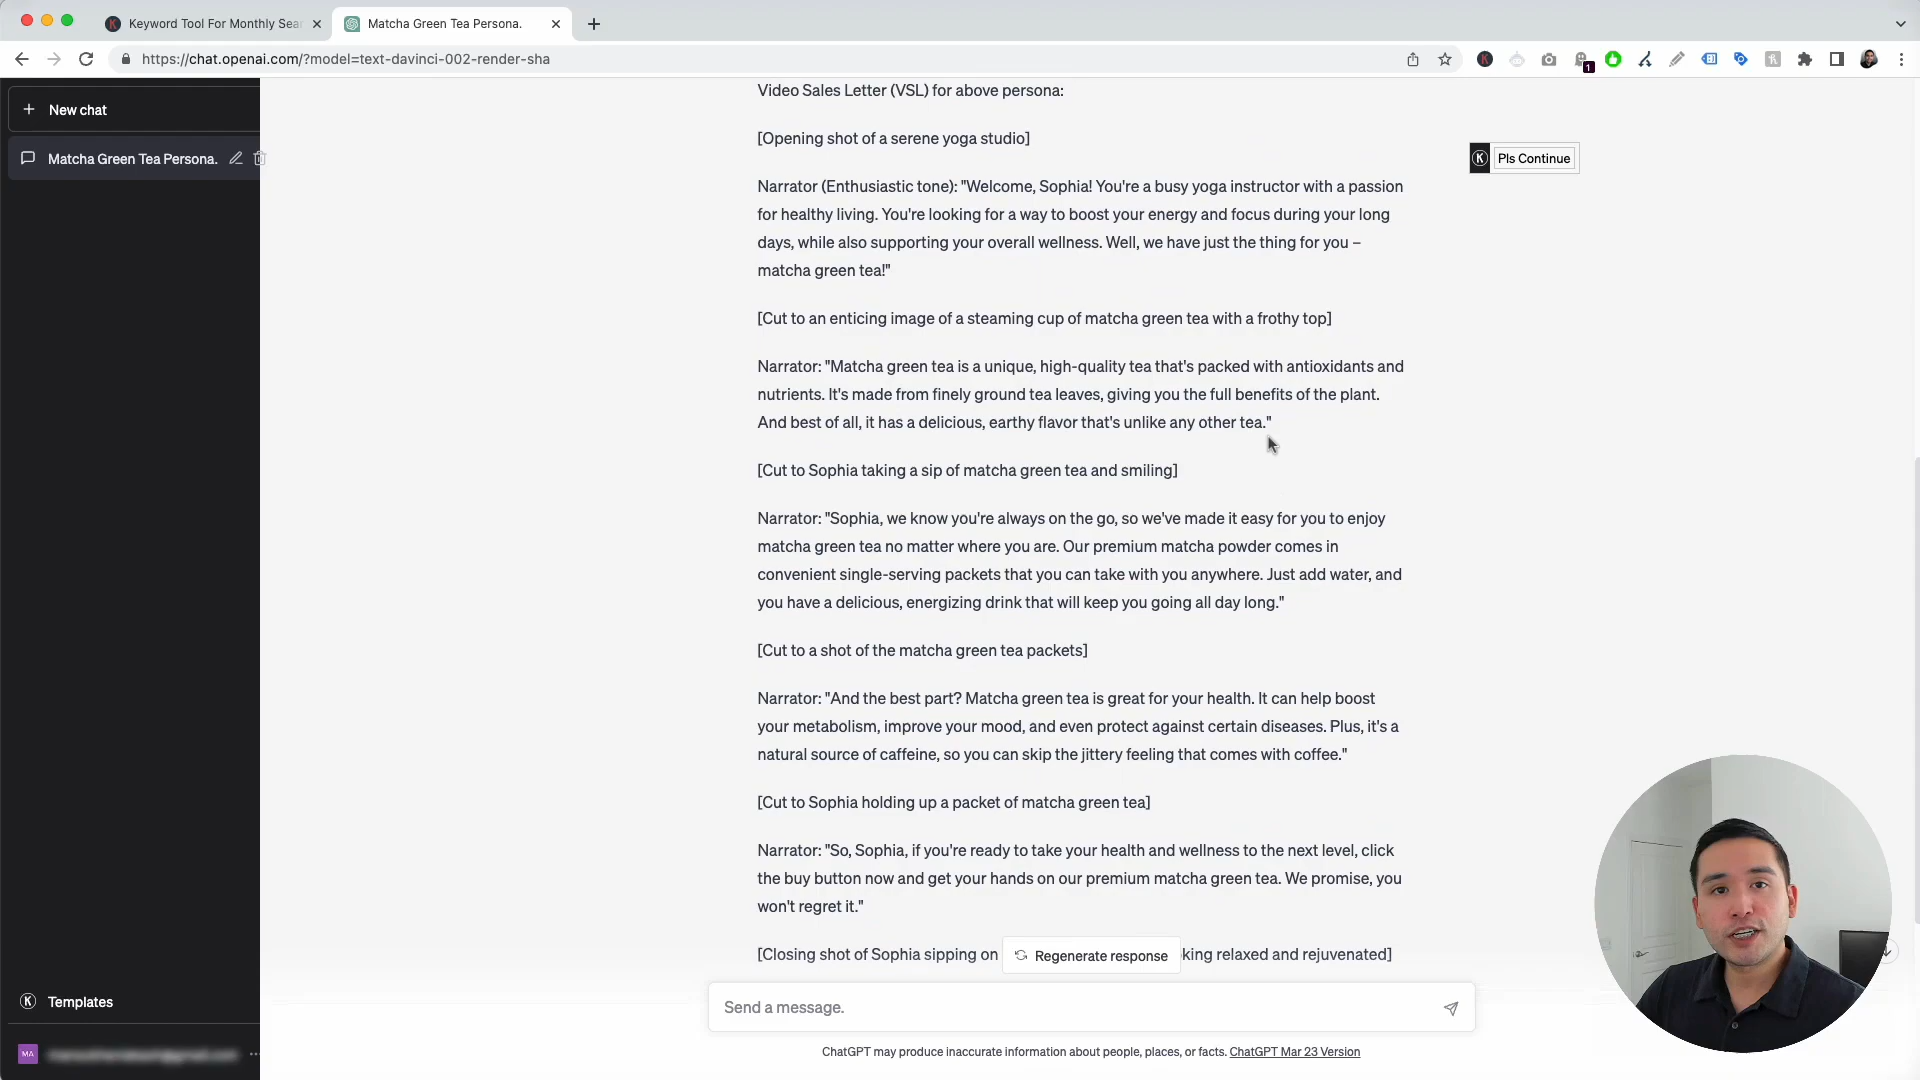 Keyword Tool For Monthly Sear
Matcha Green Tea Persona.
https://chat.openai.com/?model=text-davinci-002-render-sha
1
New chat
Matcha Green Tea Persona.
Video Sales Letter (VSL) for above persona:
[Opening shot of a serene yoga studio]
K Pls Continue
Narrator (Enthusiastic tone): "Welcome, Sophia! You're a busy yoga instructor with a passion
for healthy living. You're looking for a way to boost your energy and focus during your long
days, while also supporting your overall wellness. Well, we have just the thing for you –
matcha green tea!"
[Cut to an enticing image of a steaming cup of matcha green tea with a frothy top]
Narrator: "Matcha green tea is a unique, high-quality tea that's packed with antioxidants and
nutrients. It's made from finely ground tea leaves, giving you the full benefits of the plant.
And best of all, it has a delicious, earthy flavor that's unlike any other tea."
[Cut to Sophia taking a sip of matcha green tea and smiling]
Narrator: "Sophia, we know you're always on the go, so we've made it easy for you to enjoy
matcha green tea no matter where you are. Our premium matcha powder comes in
convenient single-serving packets that you can take with you anywhere. Just add water, and
you have a delicious, energizing drink that will keep you going all day long."
[Cut to a shot of the matcha green tea packets]
Narrator: "And the best part? Matcha green tea is great for your health. It can help boost
your metabolism, improve your mood, and even protect against certain diseases. Plus, it's a
natural source of caffeine, so you can skip the jittery feeling that comes with coffee."
[Cut to Sophia holding up a packet of matcha green tea]
Narrator: "So, Sophia, if you're ready to take your health and wellness to the next level, click
the buy button now and get your hands on our premium matcha green tea. We promise, you
won't regret it."
[Closing shot of Sophia sipping on Regenerate response king relaxed and rejuvenated]
K Templates
Send a message.
MA
ChatGPT may produce inaccurate information about people, places, or facts. ChatGPT Mar 23 Version